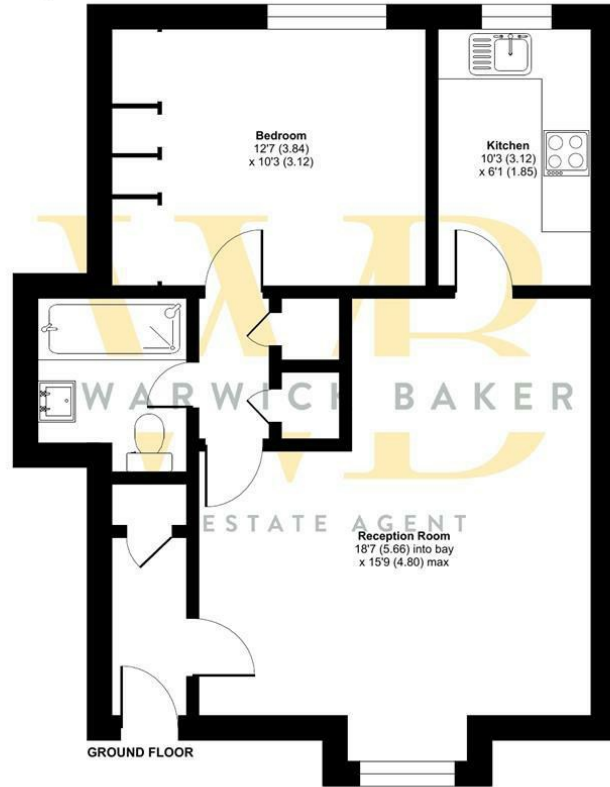 Bedroom
12'7 (3.84)
x 10'3 (3.12)
Kitchen
10'3 (3.12)
x 6'1 (1.85)
WB
WARWICK BAKER
ESTATE AGENT
Reception Room
18'7 (5.66) into bay
x 15'9 (4.80) max
GROUND FLOOR